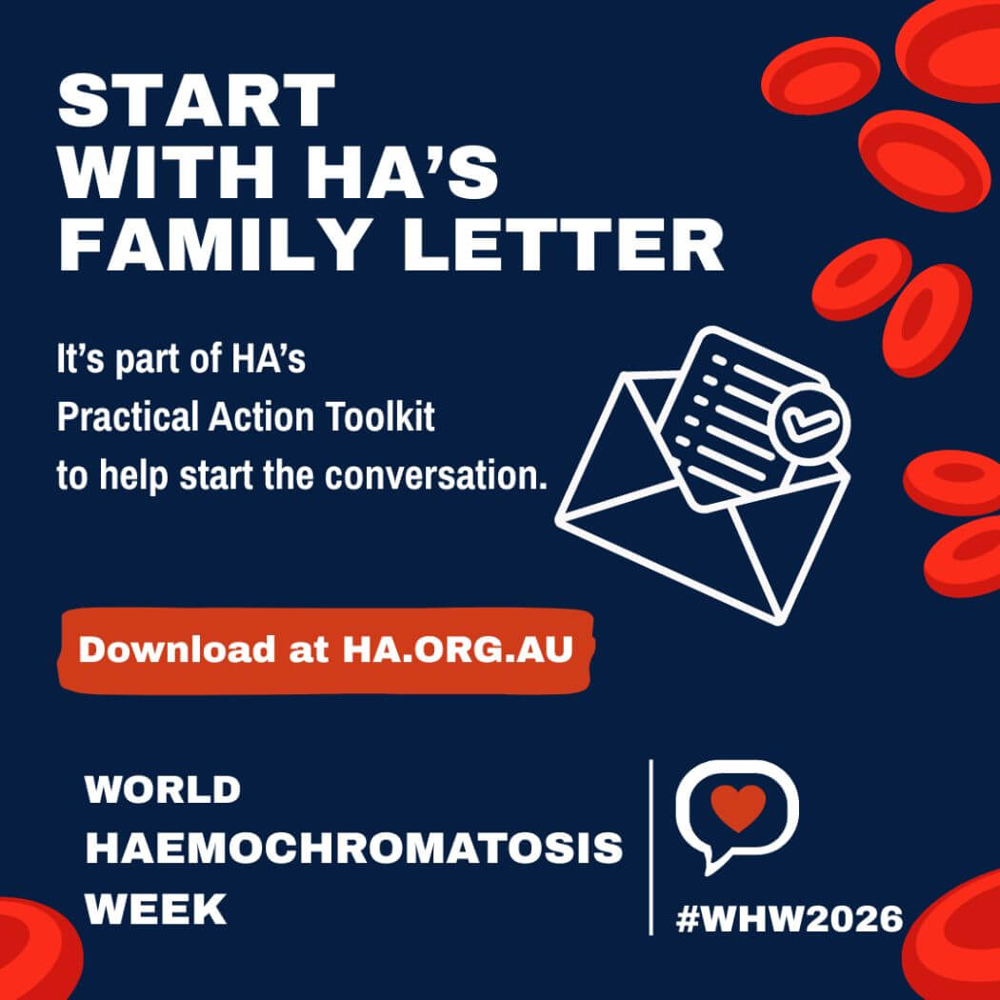 START
WITH HA’S
FAMILY LETTER
It’s part of HA’s
Practical Action Toolkit
to help start the conversation.
Download at HA.ORG.AU
WORLD
HAEMOCHROMATOSIS
WEEK
#WHW2026